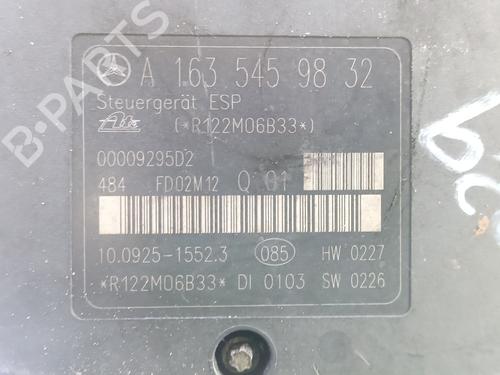 B-PARTS
A 163 545 98 32
Steuergerät ESP
Ate (*R122M06B33*)
00009295D2
484 FD02M12 Q 01
10.0925-1552.3 085 HW 0227
*R122M06B33* DI 0103 SW 0226